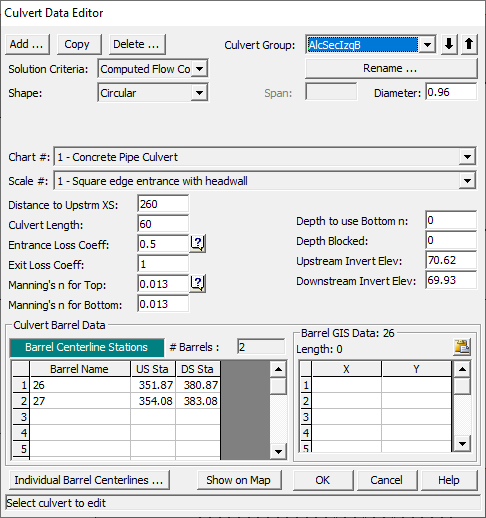 Culvert Data Editor
Add ... Copy Delete ... Culvert Group: AlcSecIzqB
Solution Criteria: Computed Flow Co Rename ...
Shape: Circular Span: Diameter: 0.96
Chart #: 1 - Concrete Pipe Culvert
Scale #: 1 - Square edge entrance with headwall
Distance to Upstrm XS: 260
Culvert Length: 60 Depth to use Bottom n: 0
Entrance Loss Coeff: 0.5 ? Depth Blocked: 0
Exit Loss Coeff: 1 Upstream Invert Elev: 70.62
Manning's n for Top: 0.013 ? Downstream Invert Elev: 69.93
Manning's n for Bottom: 0.013
Culvert Barrel Data Barrel GIS Data: 26
Barrel Centerline Stations # Barrels : 2 Length: 0
Barrel Name US Sta DS Sta X Y
1 26 351.87 380.87 1
2 27 354.08 383.08 2
3 3
4 4
5 5
Individual Barrel Centerlines ... Show on Map OK Cancel Help
Select culvert to edit